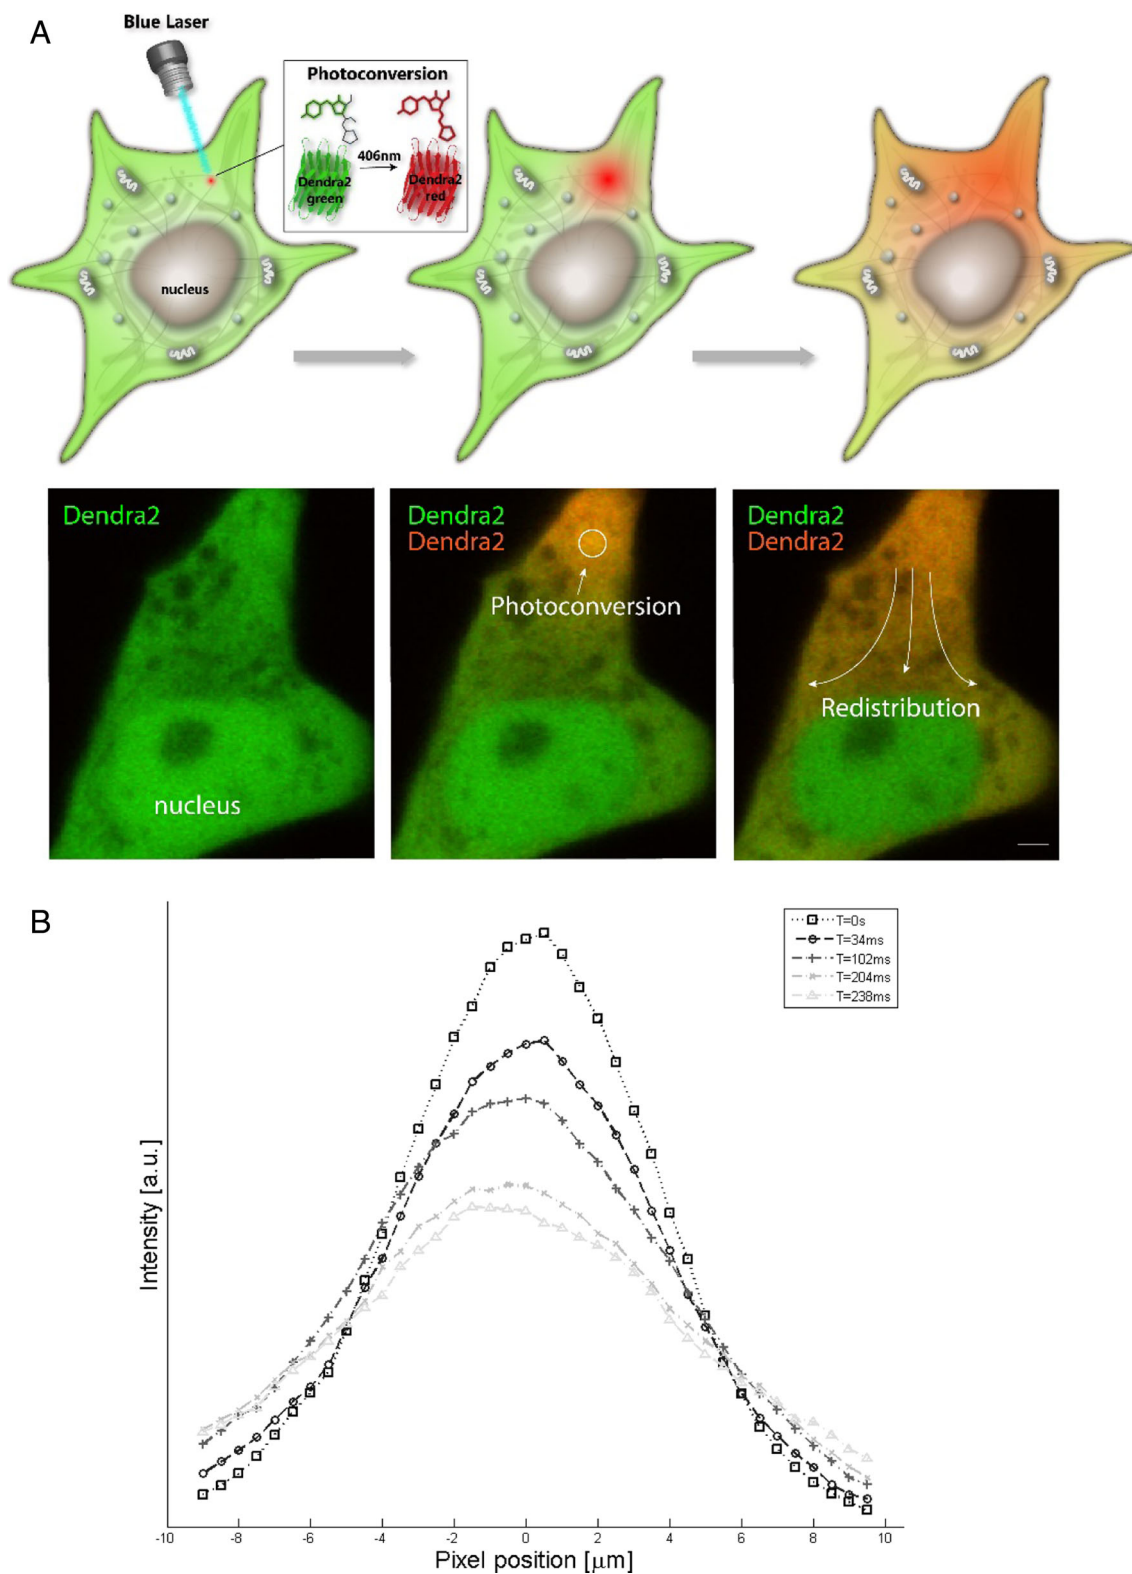 A
Blue Laser
Photoconversion
406nm
Dendra2
green
Dendra2
red
nucleus
Dendra2
nucleus
Dendra2
Dendra2
Photoconversion
Dendra2
Dendra2
Redistribution
B
T=0s
T=34ms
T=102ms
T=204ms
T=238ms
Intensity [a.u.]
-10 -8 -6 -4 -2 0 2 4 6 8 10
Pixel position [μm]